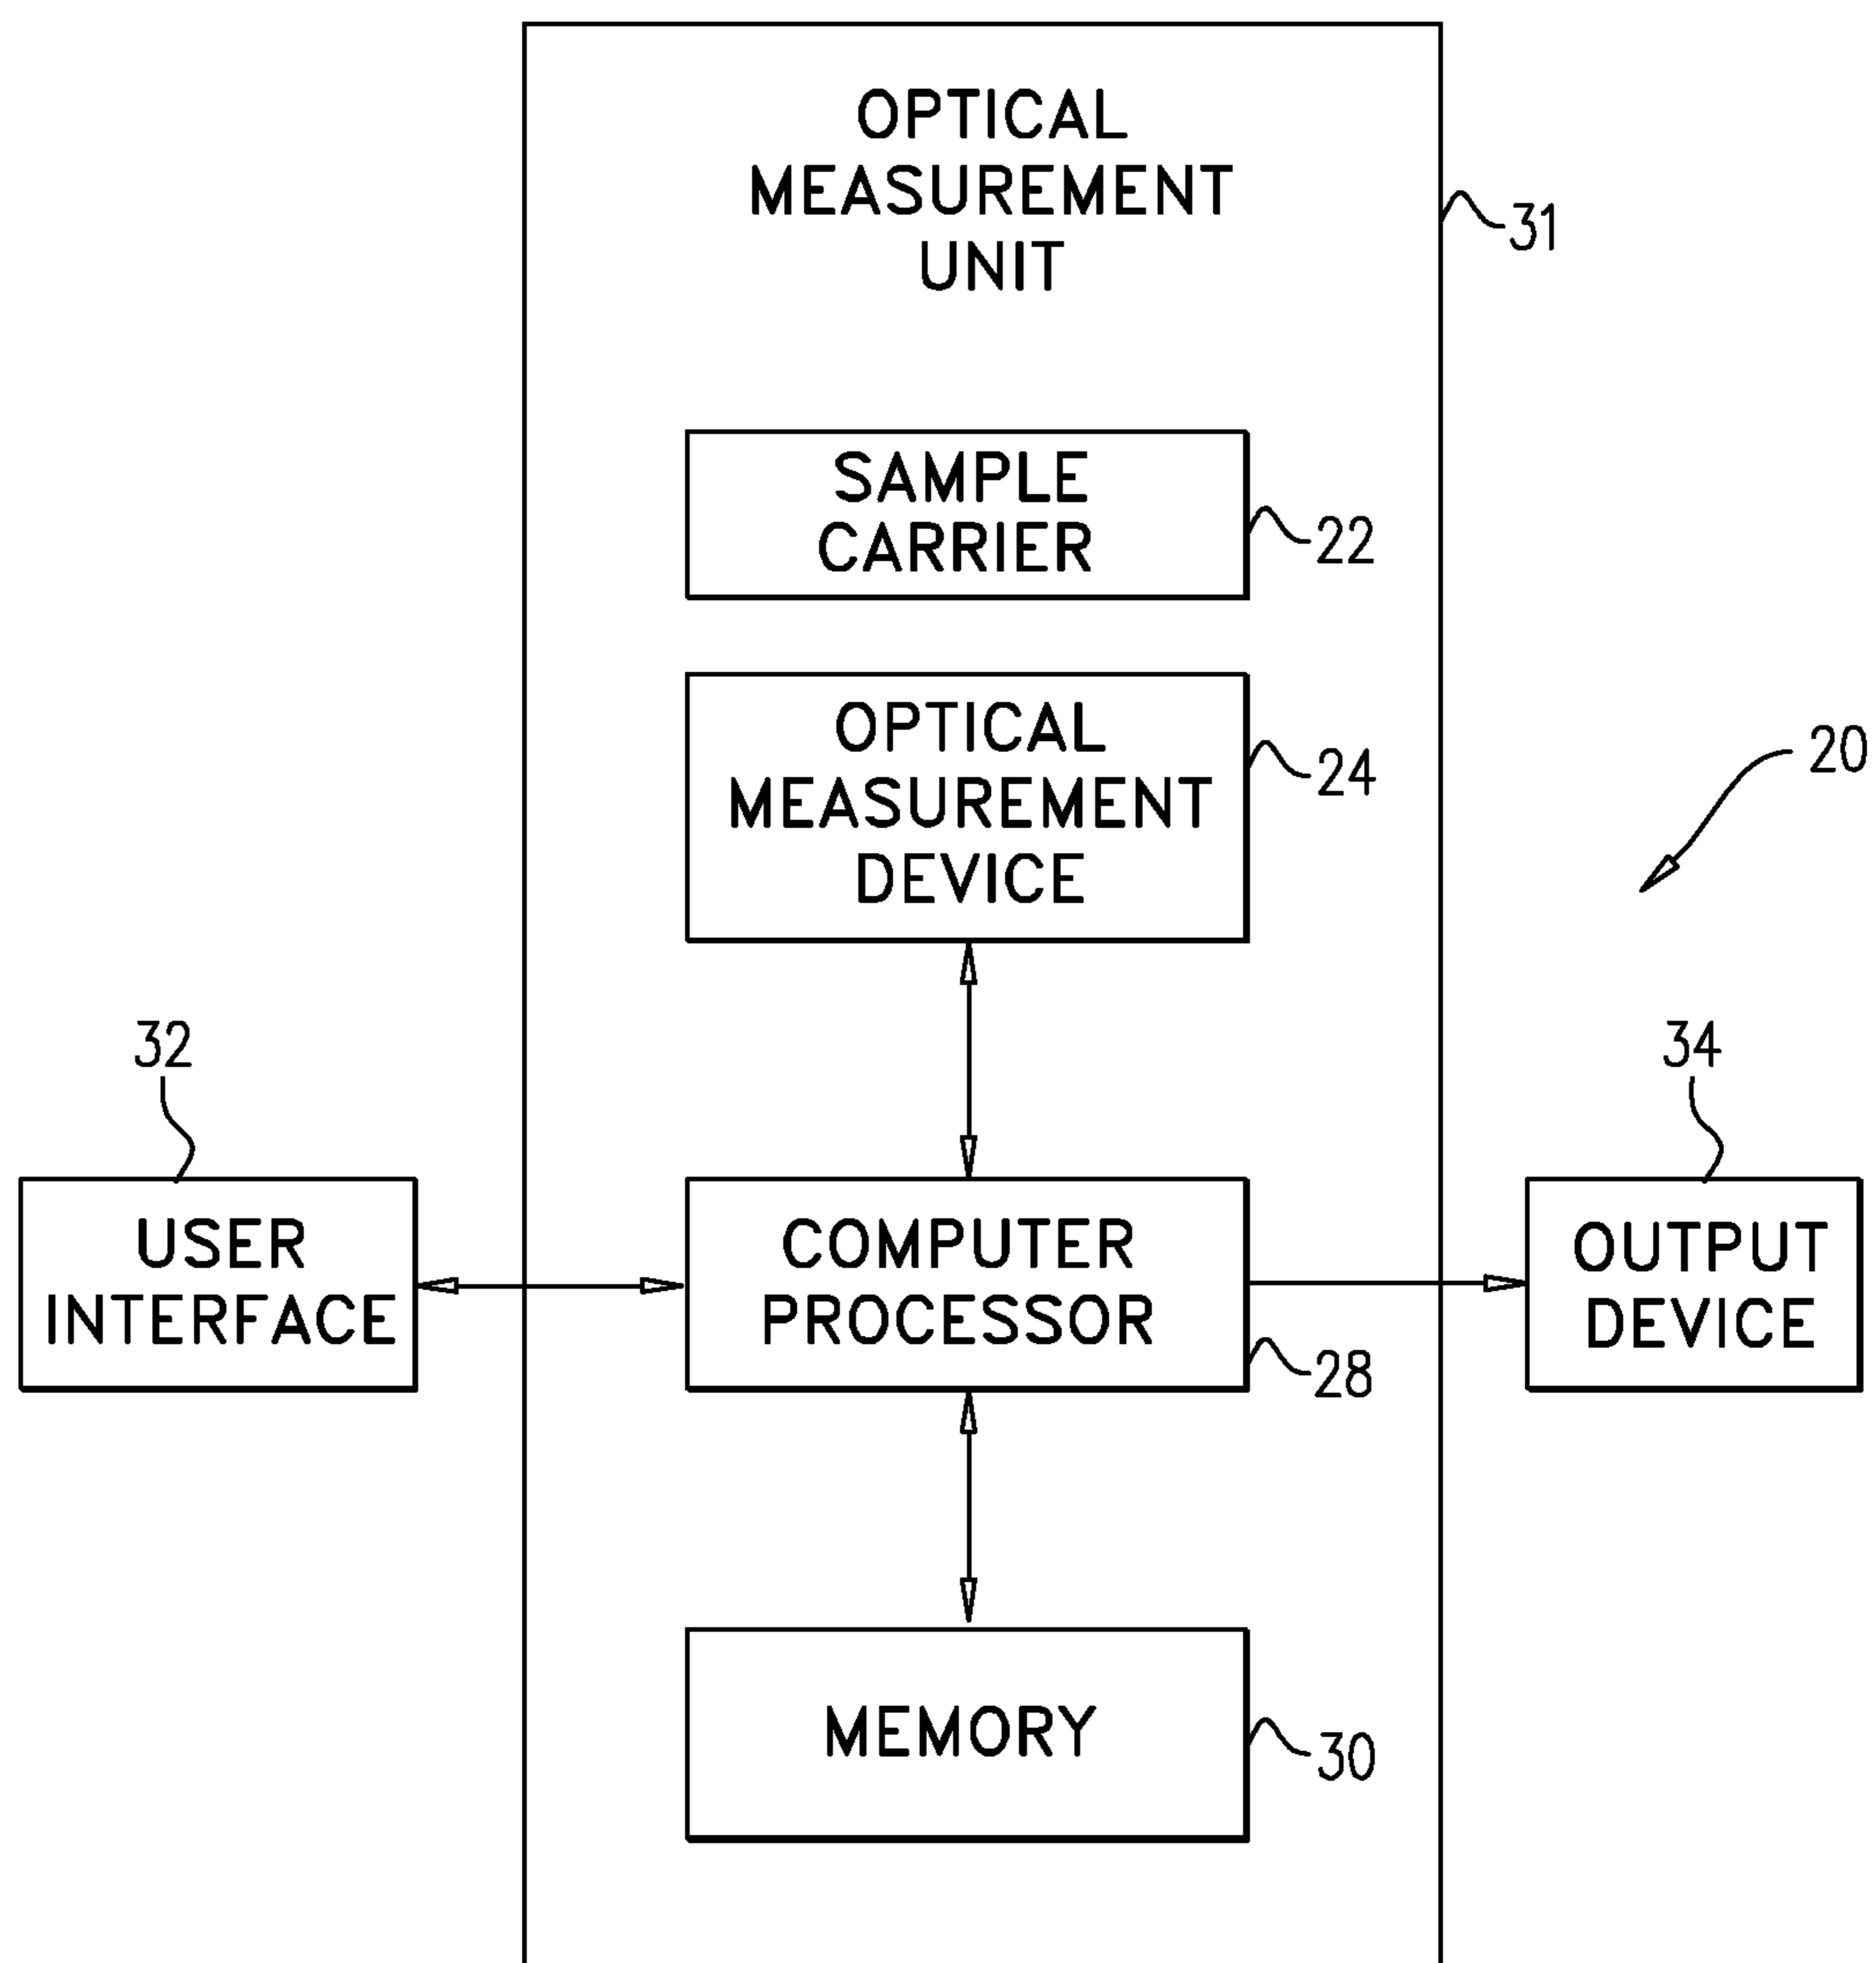 OPTICAL
MEASUREMENT
UNIT
31
SAMPLE
CARRIER
22
OPTICAL
MEASUREMENT
DEVICE
24
20
32
34
USER
INTERFACE
COMPUTER
PROCESSOR
28
OUTPUT
DEVICE
MEMORY
30